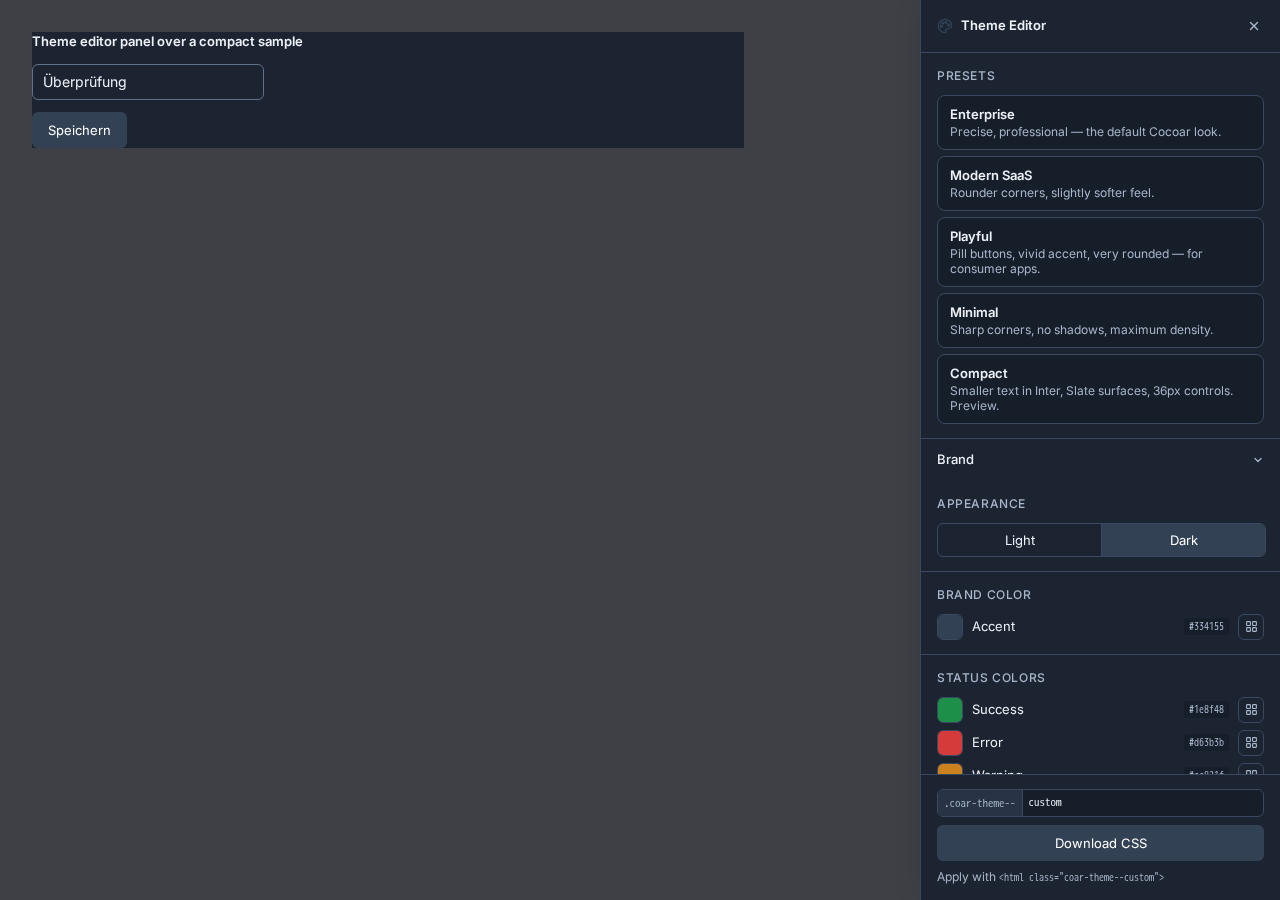 Theme editor panel over a compact sample
Überprüfung
Speichern
Theme Editor
PRESETS
Enterprise
Precise, professional — the default Cocoar look.
Modern SaaS
Rounder corners, slightly softer feel.
Playful
Pill buttons, vivid accent, very rounded — for
consumer apps.
Minimal
Sharp corners, no shadows, maximum density.
Compact
Smaller text in Inter, Slate surfaces, 36px controls.
Preview.
Brand
APPEARANCE
Light
Dark
BRAND COLOR
Accent
#334155
STATUS COLORS
Success
#1e8f48
Error
#d63b3b
Warning
.coar-theme--
custom
Download CSS
Apply with <html class="coar-theme--custom">